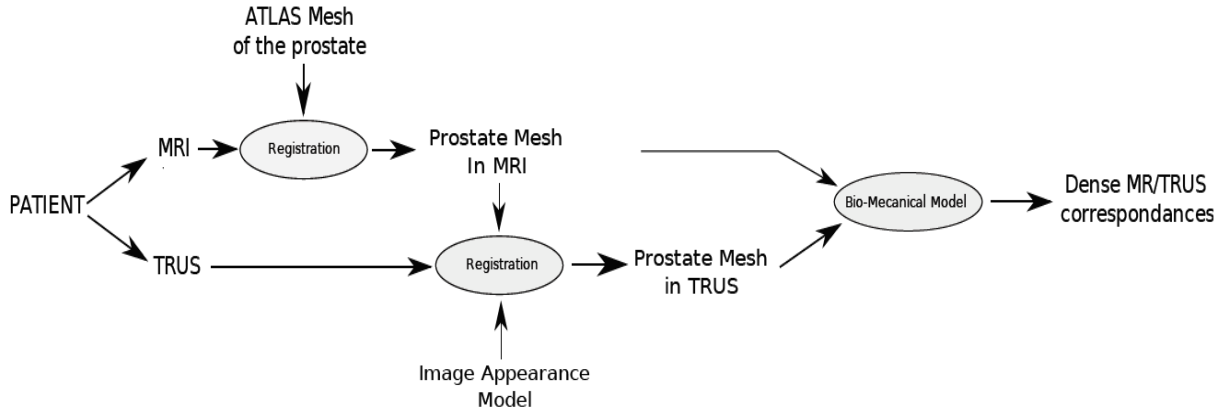 ATLAS Mesh
of the prostate
MRI
Registration
Prostate Mesh
In MRI
PATIENT
Bio-Mecanical Model
Dense MR/TRUS
correspondances
TRUS
Registration
Prostate Mesh
in TRUS
Image Appearance
Model